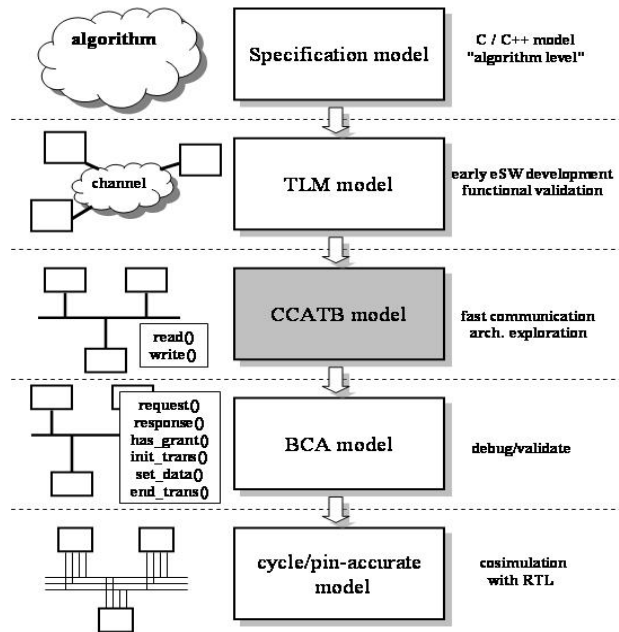 algorithm
Specification model
C / C++ model
"algorithm level"
channel
TLM model
early eSW development
functional validation
read()
write()
CCATB model
fast communication
arch. exploration
request()
response()
has_grant()
init_trans()
set_data()
end_trans()
BCA model
debug/validate
cycle/pin-accurate
model
cosimulation
with RTL